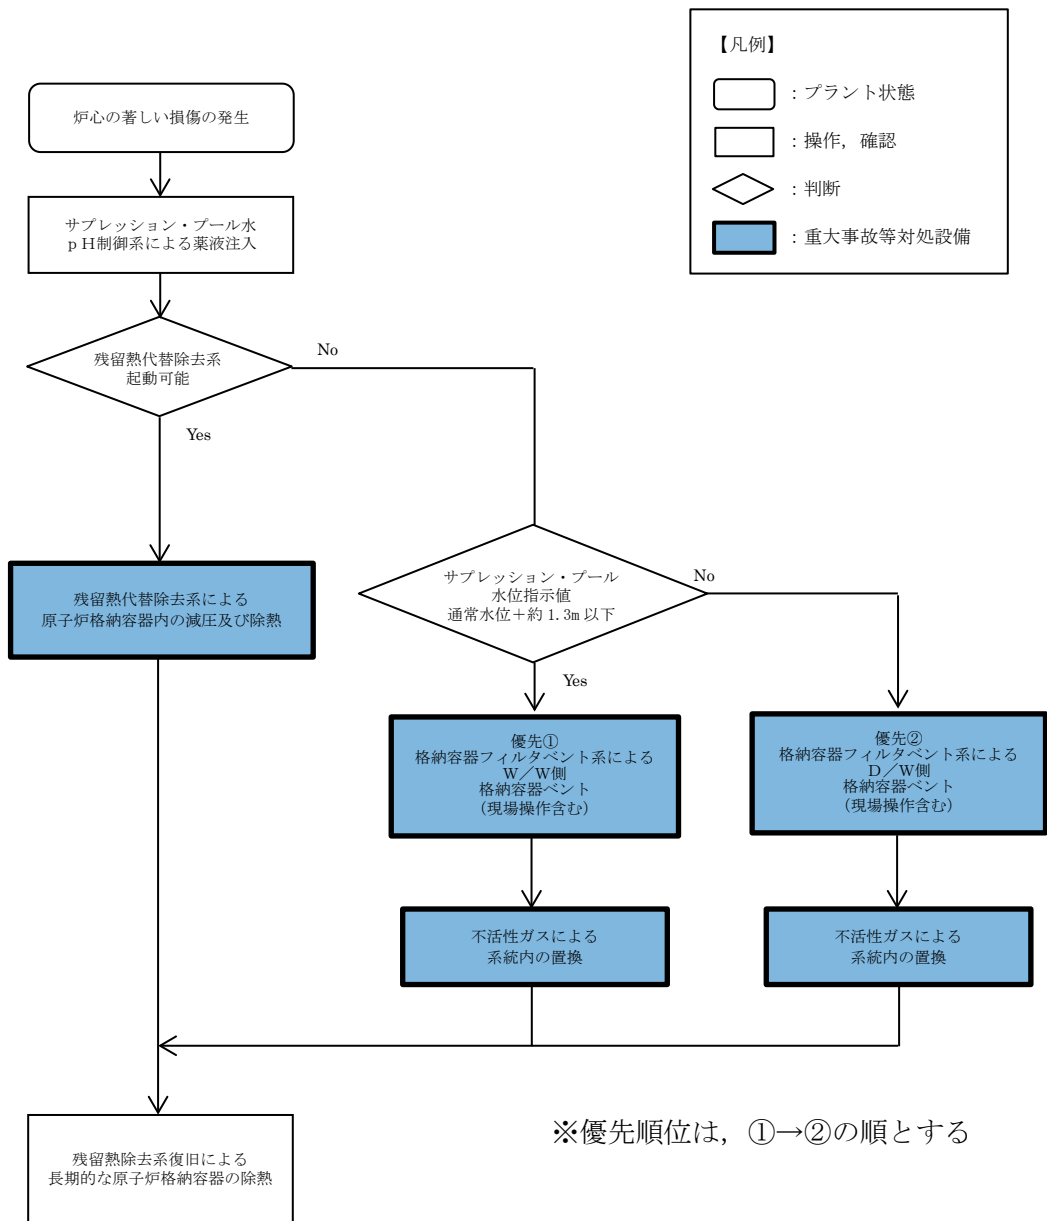 【凡例】
：プラント状態
：操作，確認
：判断
：重大事故等対処設備
炉心の著しい損傷の発生
サプレッション・プール水
ｐＨ制御系による薬液注入
残留熱代替除去系
起動可能
No
Yes
残留熱代替除去系による
原子炉格納容器内の減圧及び除熱
サプレッション・プール
水位指示値
通常水位＋約 1.3m 以下
No
Yes
優先①
格納容器フィルタベント系による
Ｗ／Ｗ側
格納容器ベント
（現場操作含む）
優先②
格納容器フィルタベント系による
Ｄ／Ｗ側
格納容器ベント
（現場操作含む）
不活性ガスによる
系統内の置換
不活性ガスによる
系統内の置換
※優先順位は，①→②の順とする
残留熱除去系復旧による
長期的な原子炉格納容器の除熱